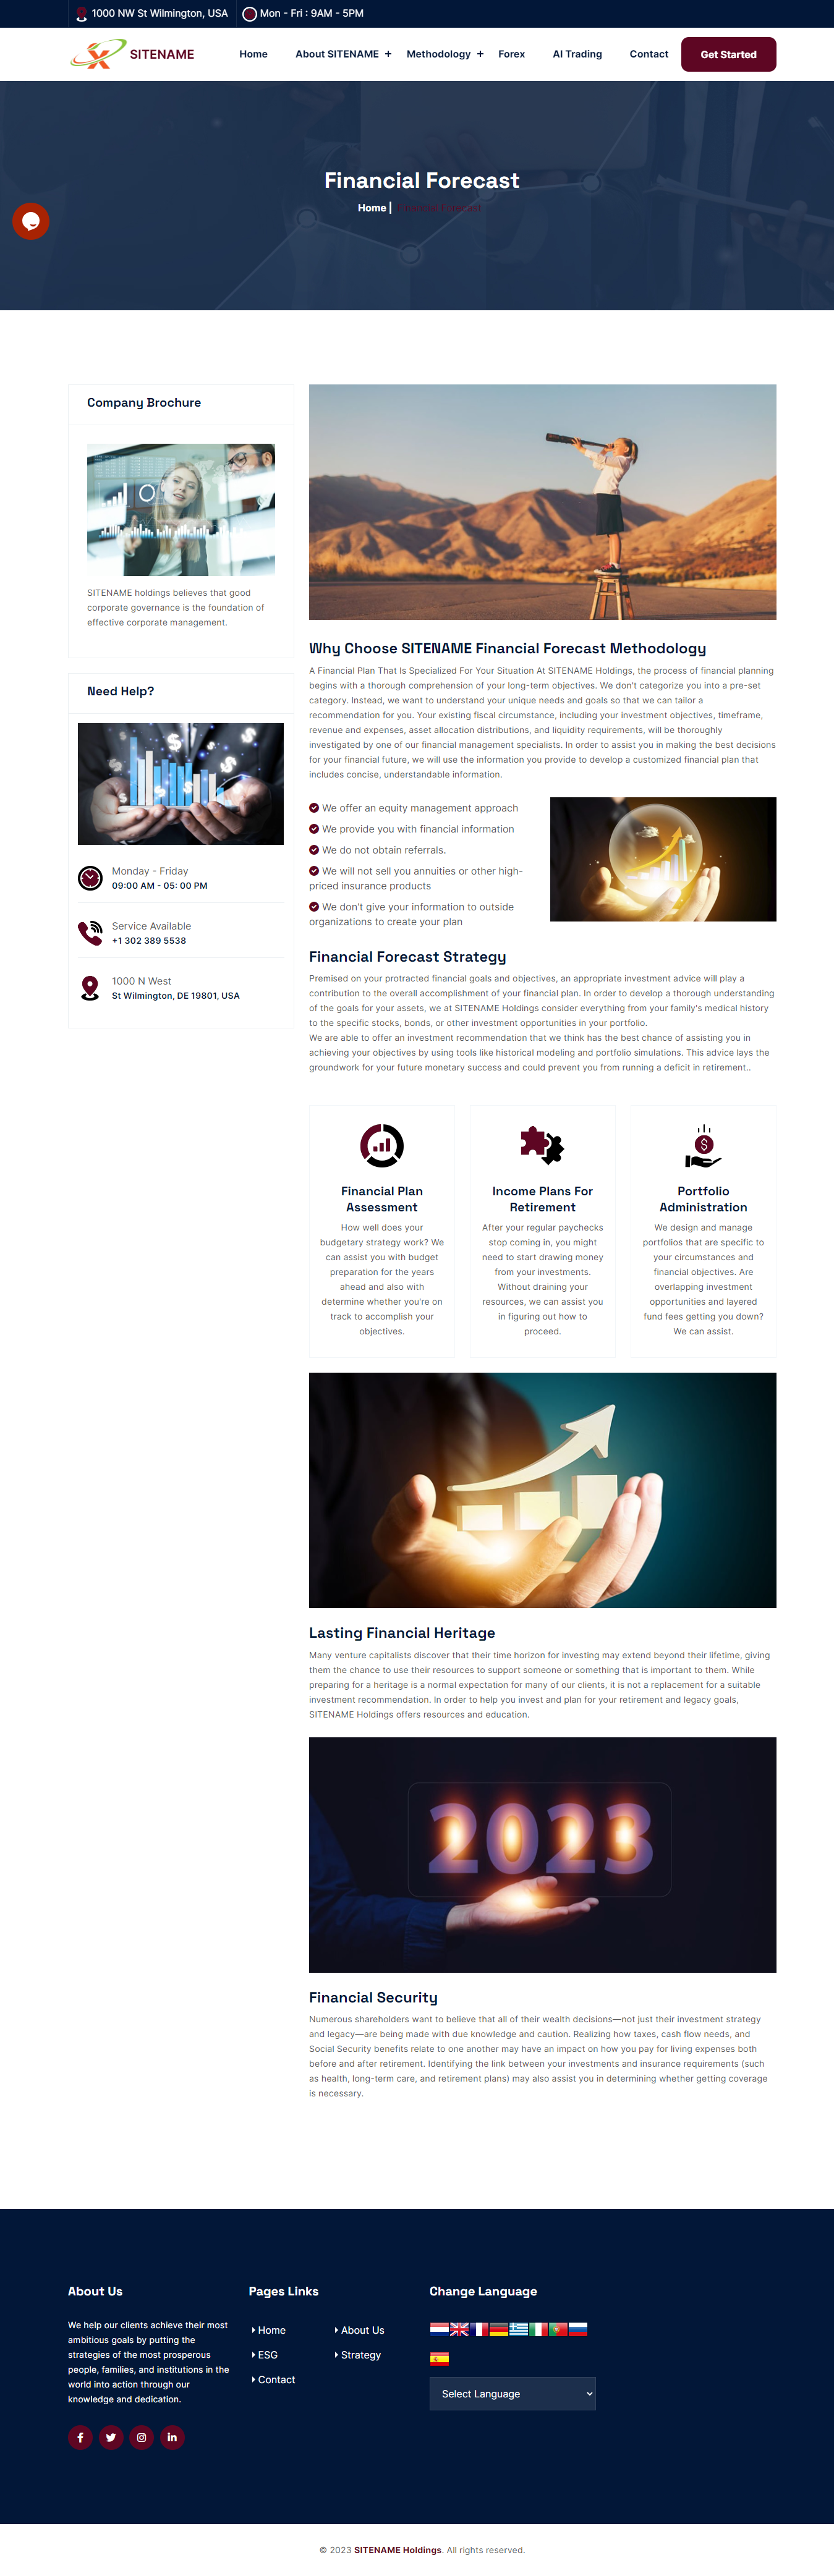 1000 NW St Wilmington, USA
Mon - Fri : 9AM - 5PM
SITENAME
Home
About SITENAME +
Methodology +
Forex
AI Trading
Contact
Get Started
Financial Forecast
Home | Financial Forecast
Company Brochure
SITENAME holdings believes that good
corporate governance is the foundation of
effective corporate management.
Need Help?
Monday - Friday
09:00 AM - 05: 00 PM
Service Available
+1 302 389 5538
1000 N West
St Wilmington, DE 19801, USA
Why Choose SITENAME Financial Forecast Methodology
A Financial Plan That Is Specialized For Your Situation At SITENAME Holdings, the process of financial planning
begins with a thorough comprehension of your long-term objectives. We don't categorize you into a pre-set
category. Instead, we want to understand your unique needs and goals so that we can tailor a
recommendation for you. Your existing fiscal circumstance, including your investment objectives, timeframe,
revenue and expenses, asset allocation distributions, and liquidity requirements, will be thoroughly
investigated by one of our financial management specialists. In order to assist you in making the best decisions
for your financial future, we will use the information you provide to develop a customized financial plan that
includes concise, understandable information.
We offer an equity management approach
We provide you with financial information
We do not obtain referrals.
We will not sell you annuities or other high-
priced insurance products
We don't give your information to outside
organizations to create your plan
Financial Forecast Strategy
Premised on your protracted financial goals and objectives, an appropriate investment advice will play a
contribution to the overall accomplishment of your financial plan. In order to develop a thorough understanding
of the goals for your assets, we at SITENAME Holdings consider everything from your family's medical history
to the specific stocks, bonds, or other investment opportunities in your portfolio.
We are able to offer an investment recommendation that we think has the best chance of assisting you in
achieving your objectives by using tools like historical modeling and portfolio simulations. This advice lays the
groundwork for your future monetary success and could prevent you from running a deficit in retirement..
Financial Plan
Assessment
How well does your
budgetary strategy work? We
can assist you with budget
preparation for the years
ahead and also with
determine whether you're on
track to accomplish your
objectives.
Income Plans For
Retirement
After your regular paychecks
stop coming in, you might
need to start drawing money
from your investments.
Without draining your
resources, we can assist you
in figuring out how to
proceed.
Portfolio
Administration
We design and manage
portfolios that are specific to
your circumstances and
financial objectives. Are
overlapping investment
opportunities and layered
fund fees getting you down?
We can assist.
Lasting Financial Heritage
Many venture capitalists discover that their time horizon for investing may extend beyond their lifetime, giving
them the chance to use their resources to support someone or something that is important to them. While
preparing for a heritage is a normal expectation for many of our clients, it is not a replacement for a suitable
investment recommendation. In order to help you invest and plan for your retirement and legacy goals,
SITENAME Holdings offers resources and education.
2023
Financial Security
Numerous shareholders want to believe that all of their wealth decisions—not just their investment strategy
and legacy—are being made with due knowledge and caution. Realizing how taxes, cash flow needs, and
Social Security benefits relate to one another may have an impact on how you pay for living expenses both
before and after retirement. Identifying the link between your investments and insurance requirements (such
as health, long-term care, and retirement plans) may also assist you in determining whether getting coverage
is necessary.
About Us
We help our clients achieve their most
ambitious goals by putting the
strategies of the most prosperous
people, families, and institutions in the
world into action through our
knowledge and dedication.
Pages Links
Home
About Us
ESG
Strategy
Contact
Change Language
Select Language
© 2023 SITENAME Holdings. All rights reserved.